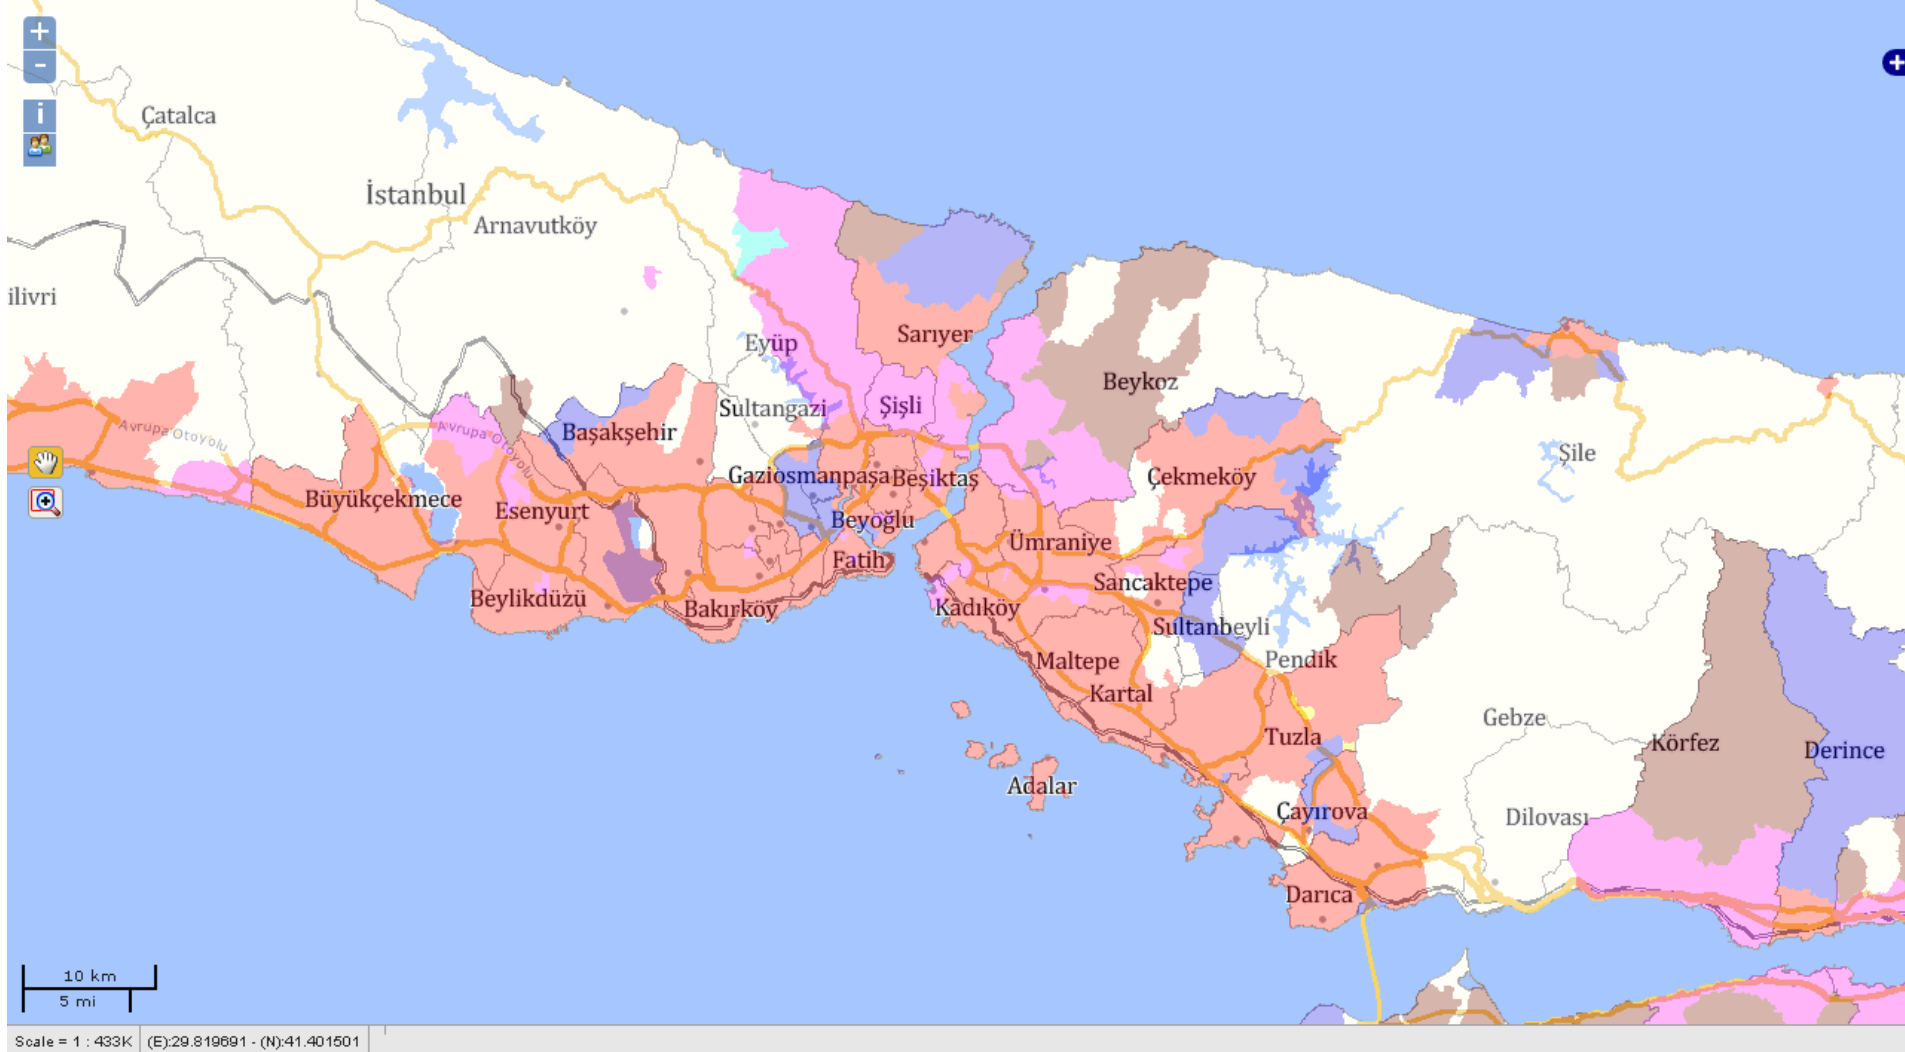 +
-
i
Çatalca
İstanbul
Arnavutköy
ilivri
Eyüp
Sarıyer
Beykoz
Sultangazi
Şişli
Avrupa Otoyolu
Avrupa Otoyolu
Başakşehir
Şile
Gaziosmanpaşa
Beşiktaş
Çekmeköy
Büyükçekmece
Esenyurt
Beyoğlu
Ümraniye
Fatih
Sancaktepe
Beylikdüzü
Bakırköy
Kadıköy
Sultanbeyli
Maltepe
Pendik
Kartal
Gebze
Tuzla
Körfez
Derince
Adalar
Çayırova
Dilovası
Darıca
10 km
5 mi
Scale = 1 : 433K
(E):29.819691 - (N):41.401501